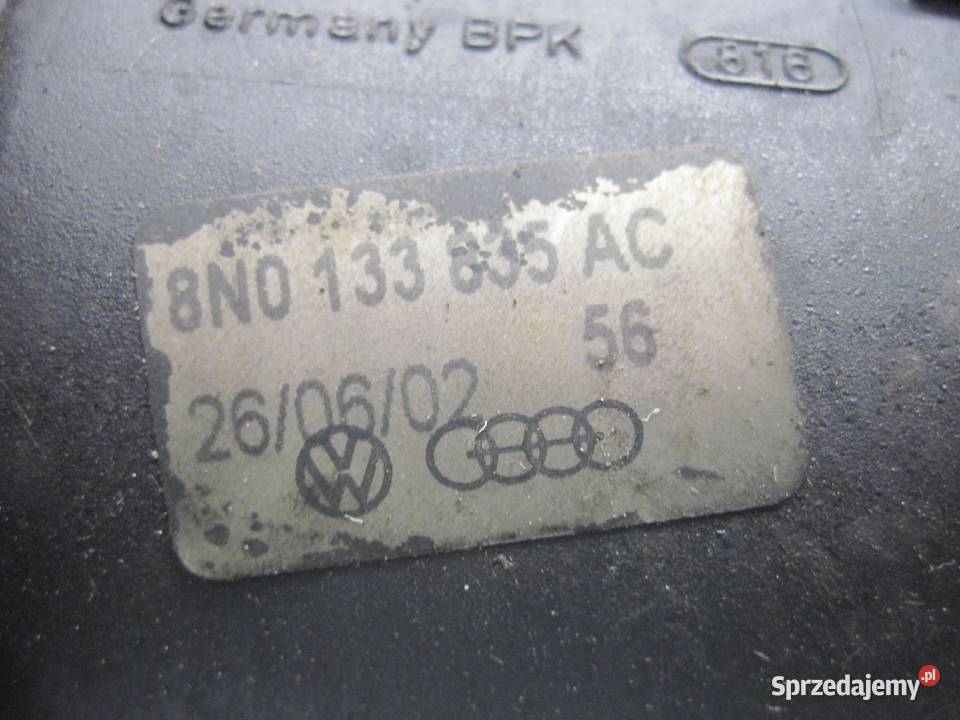 Germany BPK
816
8N0 133 835 AC
56
26/06/02
Sprzedajemy.pl